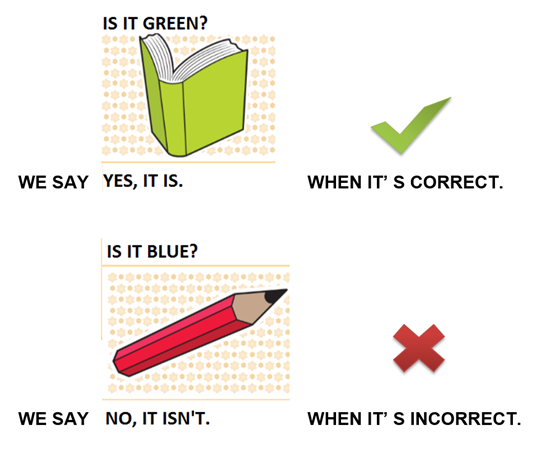 IS IT GREEN?
WE SAY YES, IT IS. WHEN IT' S CORRECT.
IS IT BLUE?
WE SAY NO, IT ISN'T. WHEN IT' S INCORRECT.